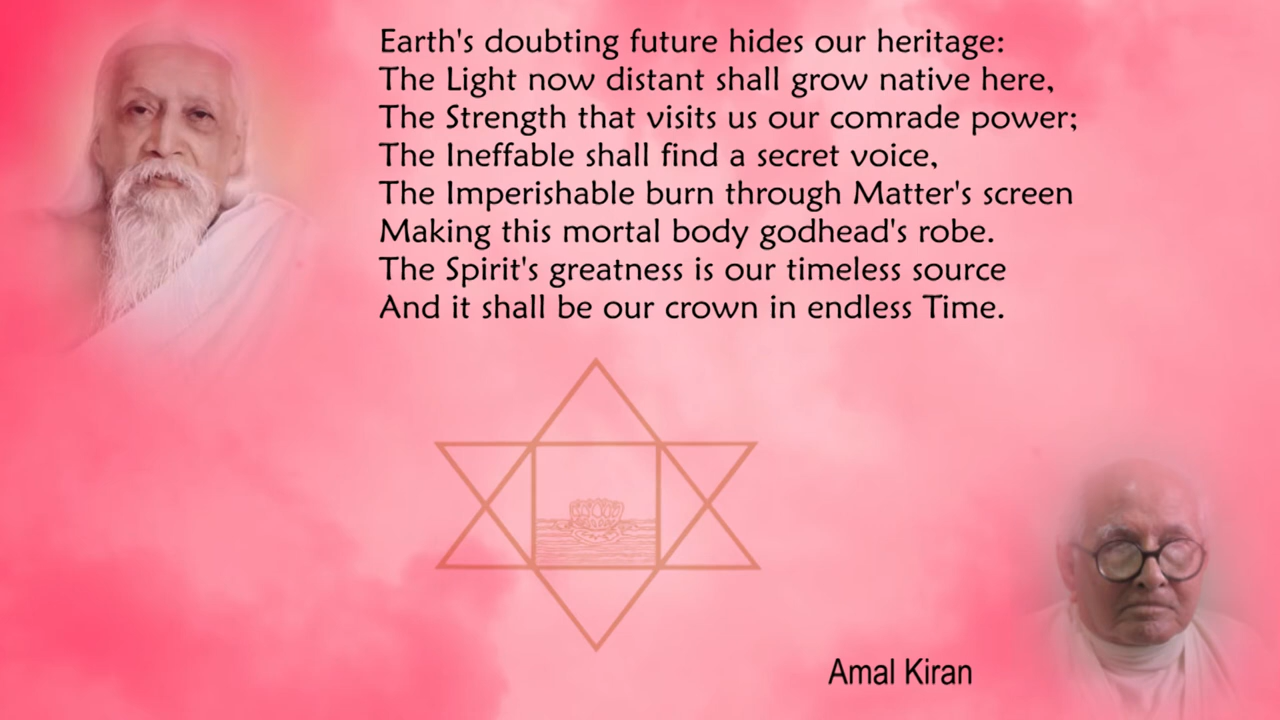 Earth's doubting future hides our heritage:
The Light now distant shall grow native here,
The Strength that visits us our comrade power;
The Ineffable shall find a secret voice,
The Imperishable burn through Matter's screen
Making this mortal body godhead's robe.
The Spirit's greatness is our timeless source
And it shall be our crown in endless Time.
Amal Kiran